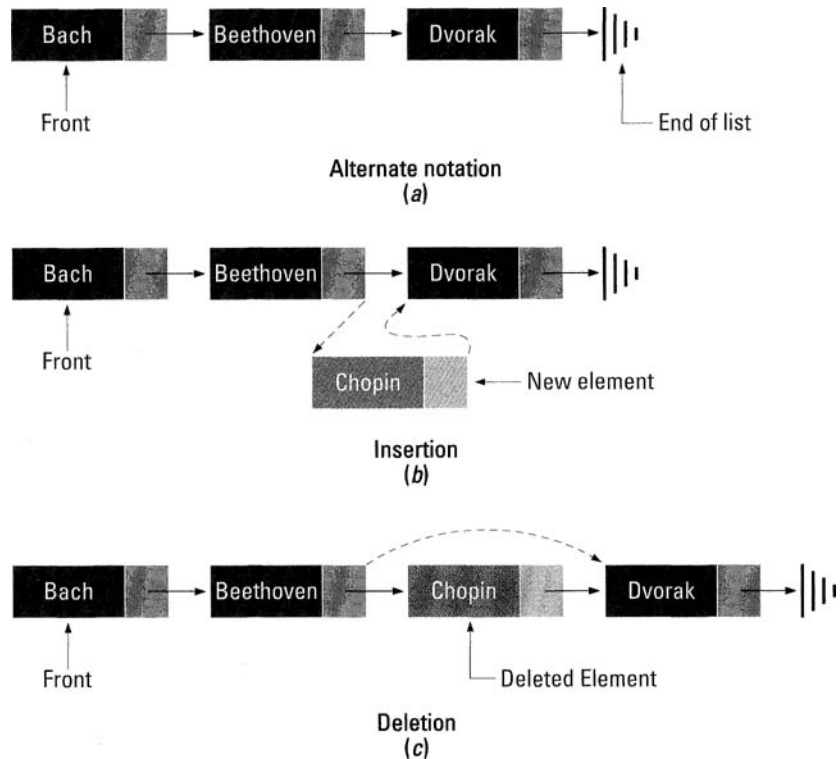 Bach Beethoven Dvorak
Front End of list
Alternate notation
(a)
Bach Beethoven Dvorak
Front
Chopin New element
Insertion
(b)
Bach Beethoven Chopin Dvorak
Front Deleted Element
Deletion
(c)